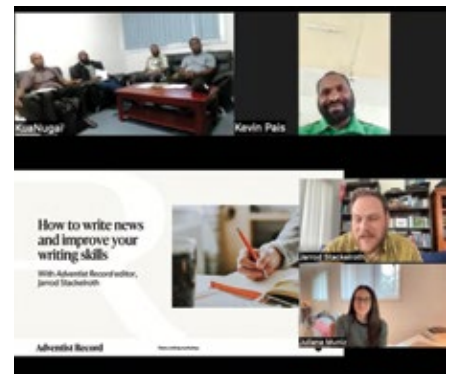 KuaNugai
Kevin Pais
How to write news
and improve your
writing skills
With Adventist Record editor,
Jarrod Stackelroth
Jarrod Stackelroth
Juliana Muniz
Adventist Record